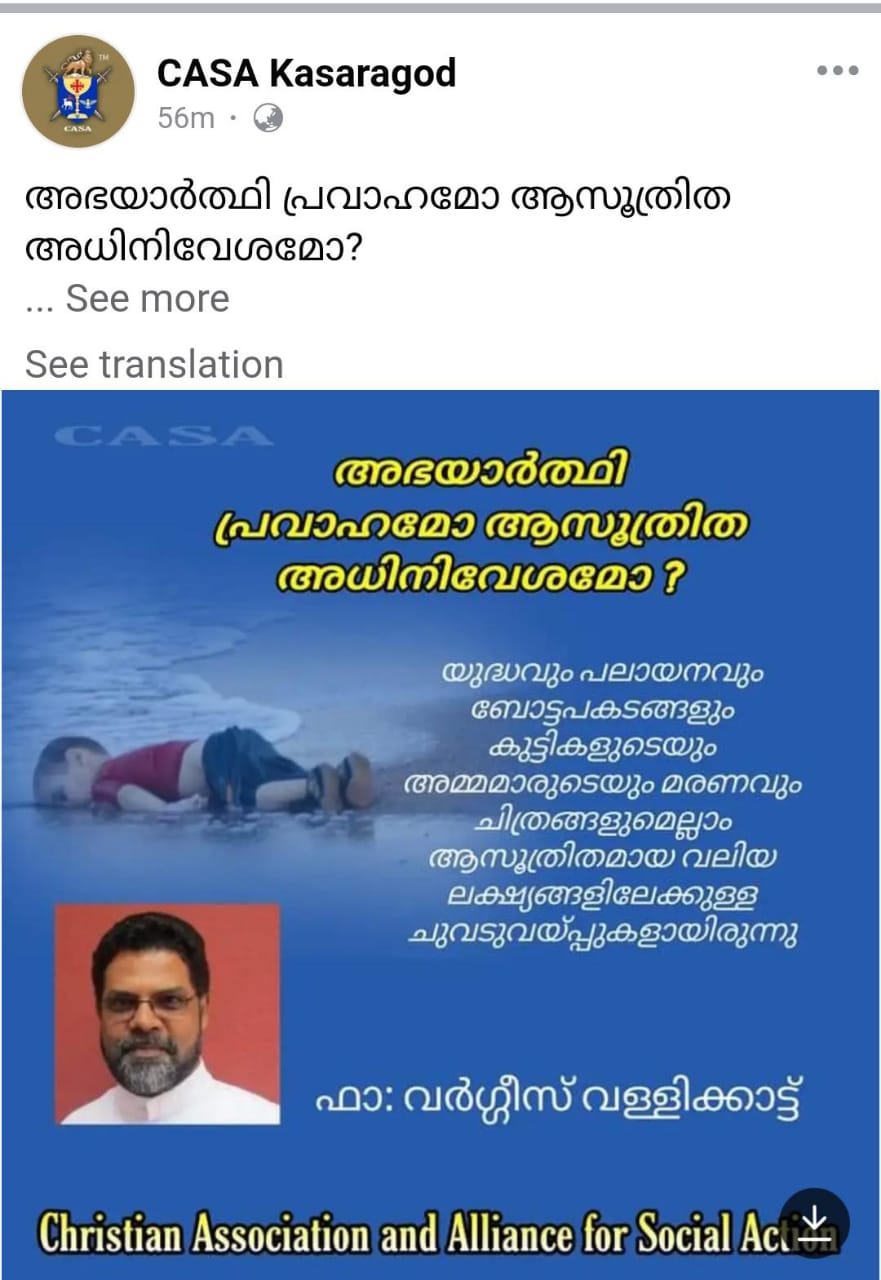 TM
CASA
CASA Kasaragod
56m ·
അഭയാർത്ഥി പ്രവാഹമോ ആസൂത്രിത
അധിനിവേശമോ?
... See more
See translation
CASA
അഭയാർത്ഥി
പ്രവാഹമോ ആസൂത്രിത
അധിനിവേശമോ ?
യുദ്ധവും പലായനവും
ബോട്ടപകടങ്ങളും
കുട്ടികളുടെയും
അമ്മമാരുടെയും മരണവും
ചിത്രങ്ങളുമെല്ലാം
ആസൂത്രിതമായ വലിയ
ലക്ഷ്യങ്ങളിലേക്കുള്ള
ചുവടുവയ്പ്പുകളായിരുന്നു
ഫാ: വർഗ്ഗീസ് വള്ളിക്കാട്ട്
Christian Association and Alliance for Social Action